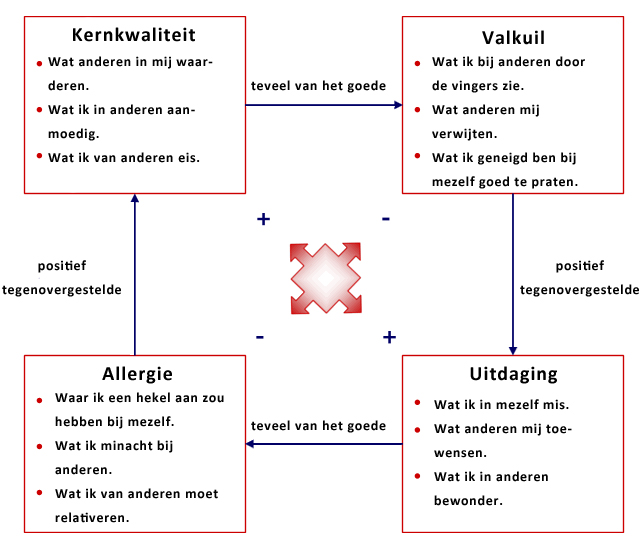 Kernkwaliteit
• Wat anderen in mij waar-
deren.
• Wat ik in anderen aan-
moedig.
• Wat ik van anderen eis.
teveel van het goede
Valkuil
• Wat ik bij anderen door
de vingers zie.
• Wat anderen mij
verwijten.
• Wat ik geneigd ben bij
mezelf goed te praten.
+
-
positief
tegenovergestelde
positief
tegenovergestelde
-
+
Allergie
• Waar ik een hekel aan zou
hebben bij mezelf.
• Wat ik minacht bij
anderen.
• Wat ik van anderen moet
relativeren.
teveel van het goede
Uitdaging
• Wat ik in mezelf mis.
• Wat anderen mij toe-
wensen.
• Wat ik in anderen
bewonder.